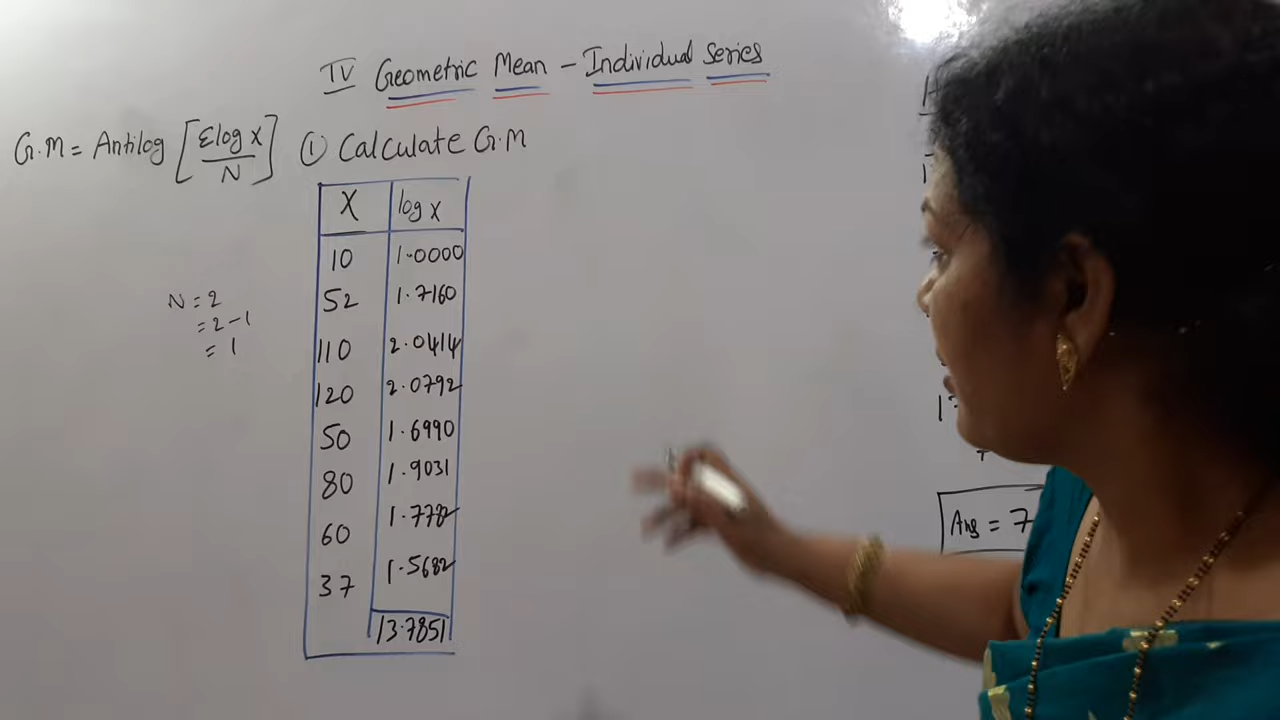 IV Geometric Mean - Individual Series
G.M = Antilog [Σlog X / N] ① Calculate G.M
X log x
10 1.0000
52 1.7160
110 2.0414
120 2.0792
50 1.6990
80 1.9031
60 1.7782
37 1.5682
13.7851
N = 2
= 2-1
= 1
Ans = 7